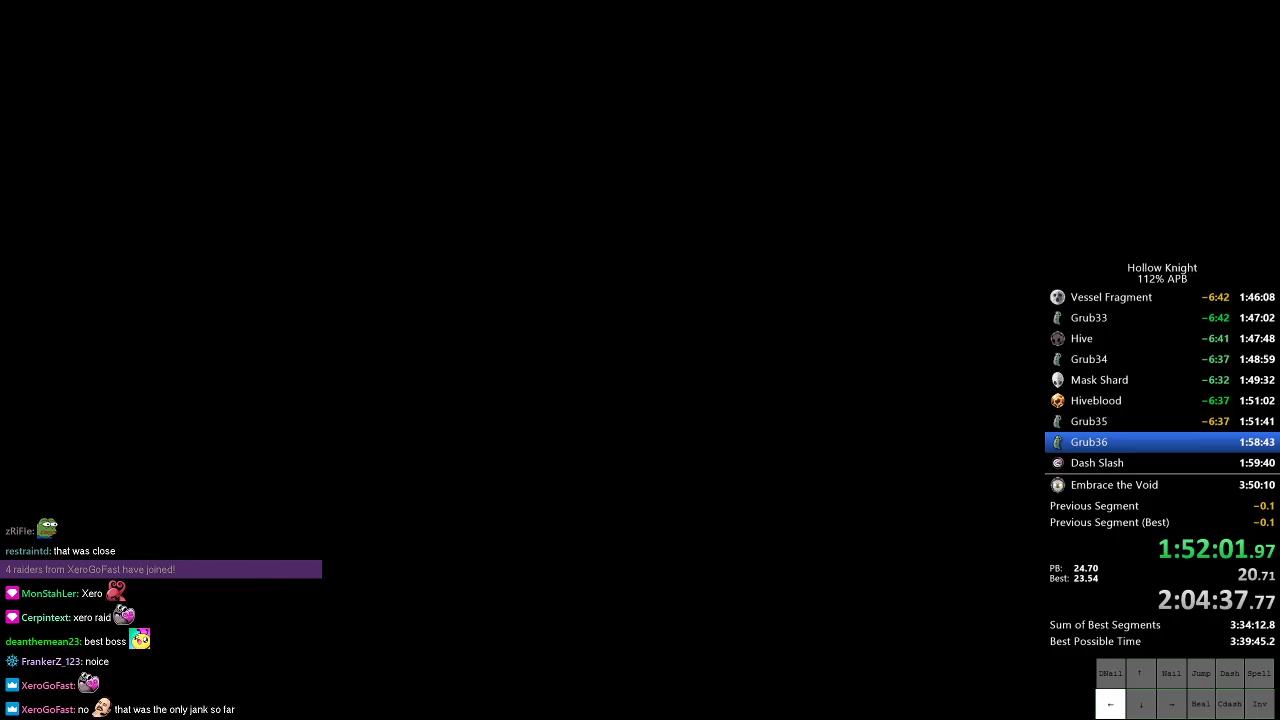 Hollow Knight
112% APB
Vessel Fragment −6:42 1:46:08
Grub33 −6:42 1:47:02
Hive −6:41 1:47:48
Grub34 −6:37 1:48:59
Mask Shard −6:32 1:49:32
Hiveblood −6:37 1:51:02
Grub35 −6:37 1:51:41
Grub36 1:58:43
Dash Slash 1:59:40
Embrace the Void 3:50:10
Previous Segment −0.1
Previous Segment (Best) −0.1
1:52:01.97
PB: 24.70
Best: 23.54
20.71
2:04:37.77
Sum of Best Segments 3:34:12.8
Best Possible Time 3:39:45.2
DNail ↑ Nail Jump Dash Spell
← ↓ → Heal Cdash Inv
zRiFle:
restraintd: that was close
4 raiders from XeroGoFast have joined!
MonStahLer: Xero
Cerpintext: xero raid
deanthemean23: best boss
FrankerZ_123: noice
XeroGoFast:
XeroGoFast: no that was the only jank so far